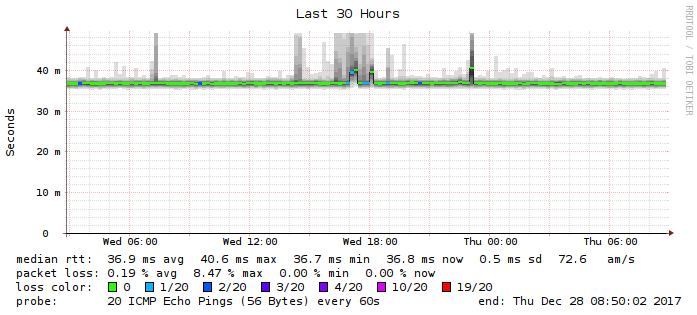 Last 30 Hours
RRDTOOL / TOBI OETIKER
Seconds
40 m
30 m
20 m
10 m
0
Wed 06:00 Wed 12:00 Wed 18:00 Thu 00:00 Thu 06:00
median rtt: 36.9 ms avg 40.6 ms max 36.7 ms min 36.8 ms now 0.5 ms sd 72.6 am/s
packet loss: 0.19 % avg 8.47 % max 0.00 % min 0.00 % now
loss color: 0 1/20 2/20 3/20 4/20 10/20 19/20
probe: 20 ICMP Echo Pings (56 Bytes) every 60s end: Thu Dec 28 08:50:02 2017